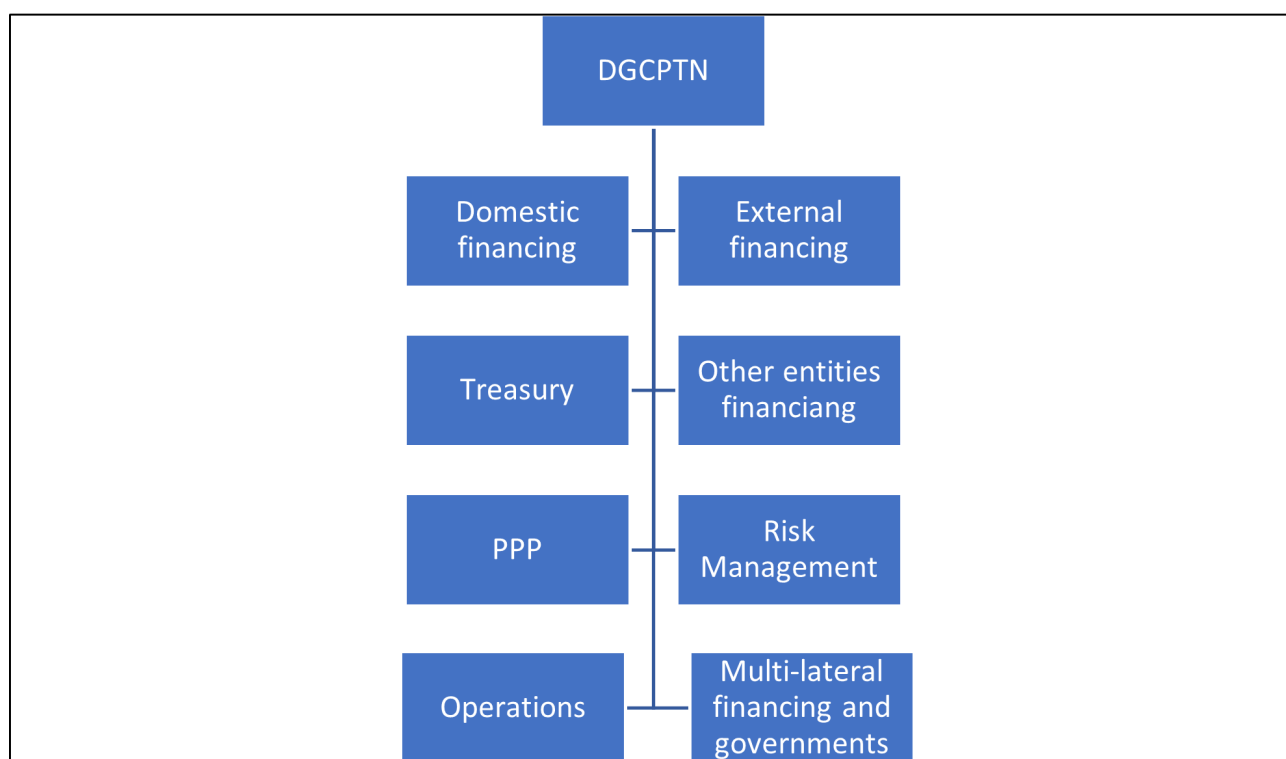 DGCPTN
Domestic
financing
External
financing
Treasury
Other entities
financiang
PPP
Risk
Management
Operations
Multi-lateral
financing and
governments